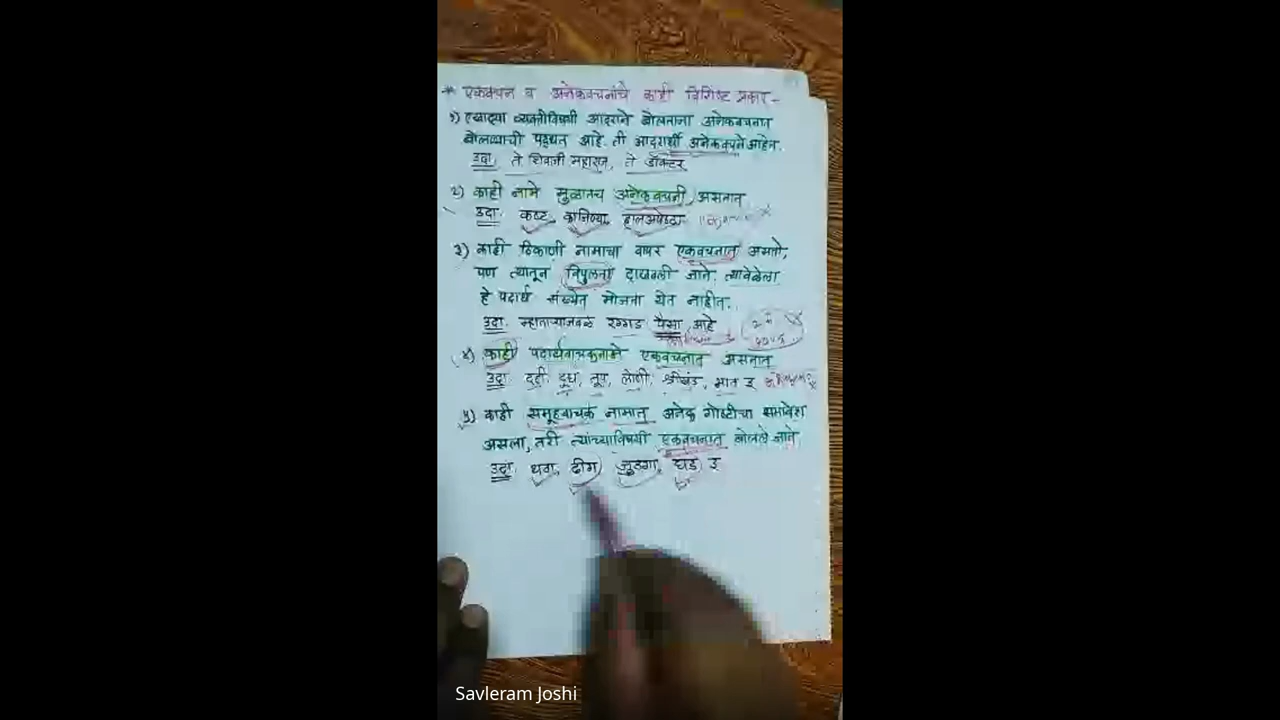 * एकवचन व अनेकवचनांचे काही विशिष्ट प्रकार -
१) एखाद्या व्यक्तीविषयी आदराने बोलताना अनेकवचनात
बोलण्याची पद्धत आहे. ती आदरार्थी अनेकवचने आहेत.
उदा. ते शिवाजी महाराज, ते डॉक्टर
२) काही नामे मुळातच अनेकवचनी असतात
उदा. कष्ट, कांजिण्या, हालअपेष्टा
३) काही ठिकाणी नामाचा वापर एकवचनात असतो,
पण त्यातून विपुलता दाखवली जाते. त्यावेळेला
हे पदार्थ संख्येत मोजता येत नाहीत.
उदा. म्हाताऱ्याजवळ रग्गड पैसा आहे
४) काही पदार्थवाचकनामे एकवचनात असतात
उदा. दही, दूध, तूप, लोणी, श्रीखंड, भात इ
५) काही समूहवाचक नामात अनेक गोष्टींचा समावेश
असला, तरी त्यांच्याविषयी एकवचनात बोलले जाते
उदा. थवा, ढीग, जुडगा, घड इ
Savleram Joshi